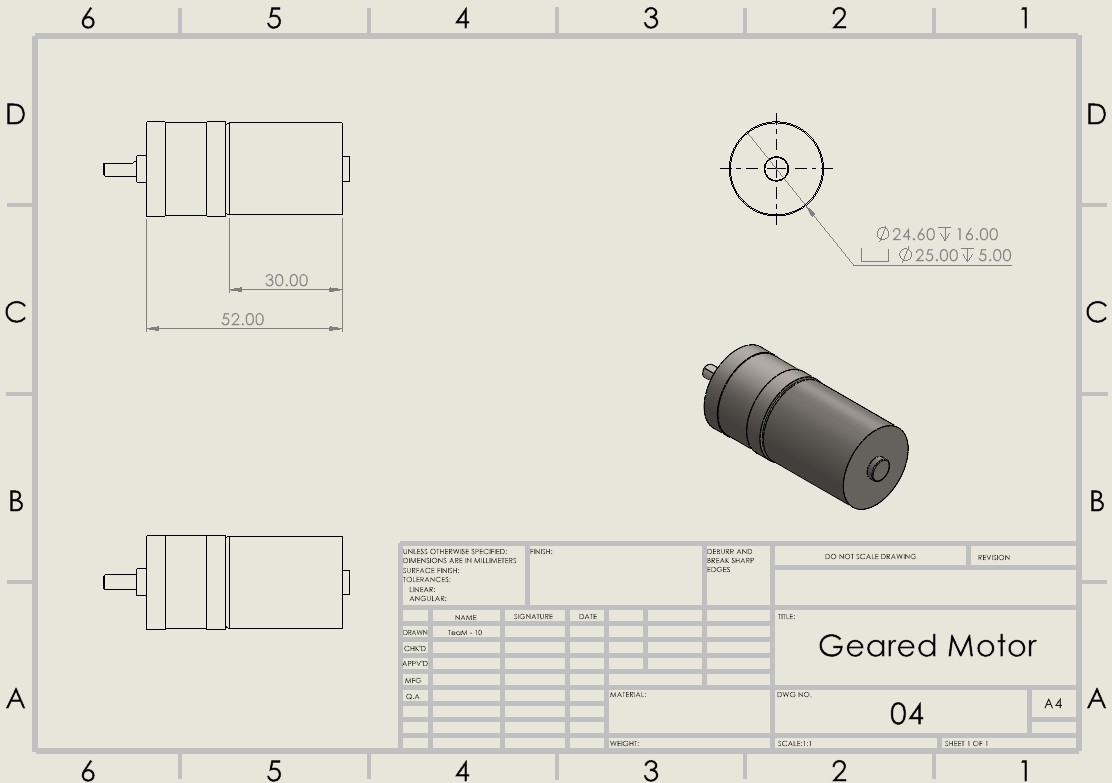 6 5 4 3 2 1
D D
⌀24.60↧16.00
⌴ ⌀25.00↧5.00
30.00
C C
52.00
B B
UNLESS OTHERWISE SPECIFIED:
DIMENSIONS ARE IN MILLIMETERS
SURFACE FINISH:
TOLERANCES:
LINEAR:
ANGULAR:
FINISH:
DEBURR AND
BREAK SHARP
EDGES
DO NOT SCALE DRAWING
REVISION
NAME SIGNATURE DATE
DRAWN TeaM - 10
CHK'D
APPV'D
MFG
Q.A
TITLE:
Geared Motor
MATERIAL:
DWG NO.
04
A4
A A
WEIGHT:
SCALE:1:1
SHEET 1 OF 1
6 5 4 3 2 1